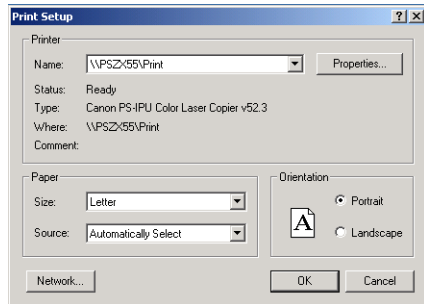 Print Setup
Printer
Name: \\PSZX55\Print Properties...
Status: Ready
Type: Canon PS-IPU Color Laser Copier v52.3
Where: \\PSZX55\Print
Comment:
Paper Orientation
Size: Letter Portrait
A
Source: Automatically Select Landscape
Network... OK Cancel